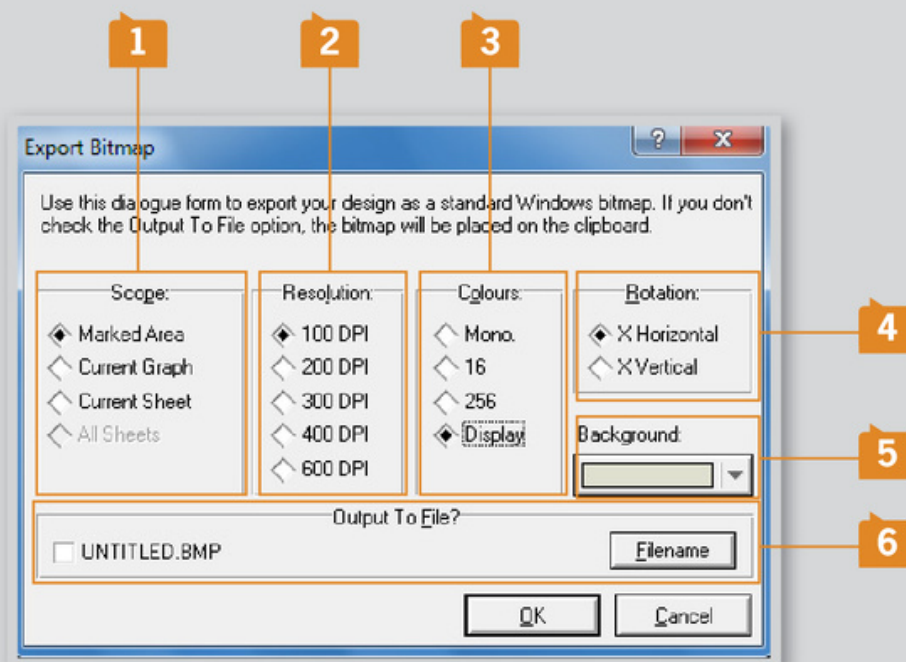 1 2 3
Export Bitmap ? X
Use this dialogue form to export your design as a standard Windows bitmap. If you don't
check the Output To File option, the bitmap will be placed on the clipboard.
Scope: Resolution: Colours: Rotation:
Marked Area 100 DPI Mono. X Horizontal 4
Current Graph 200 DPI 16 X Vertical
Current Sheet 300 DPI 256
All Sheets 400 DPI Display Background: 5
600 DPI
Output To File?
UNTITLED.BMP Filename 6
OK Cancel